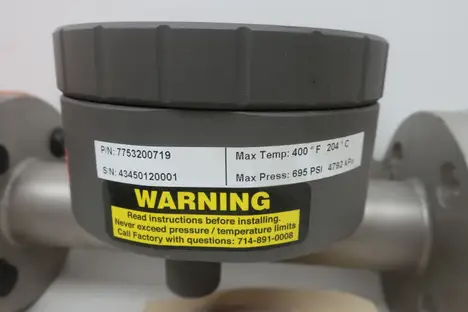 P/N: 7753200719
S/N: 43450120001
Max Temp: 400 ° F 204 ° C
Max Press: 695 PSI 4792 kPa
WARNING
Read instructions before installing.
Never exceed pressure / temperature limits
Call Factory with questions: 714-891-0008